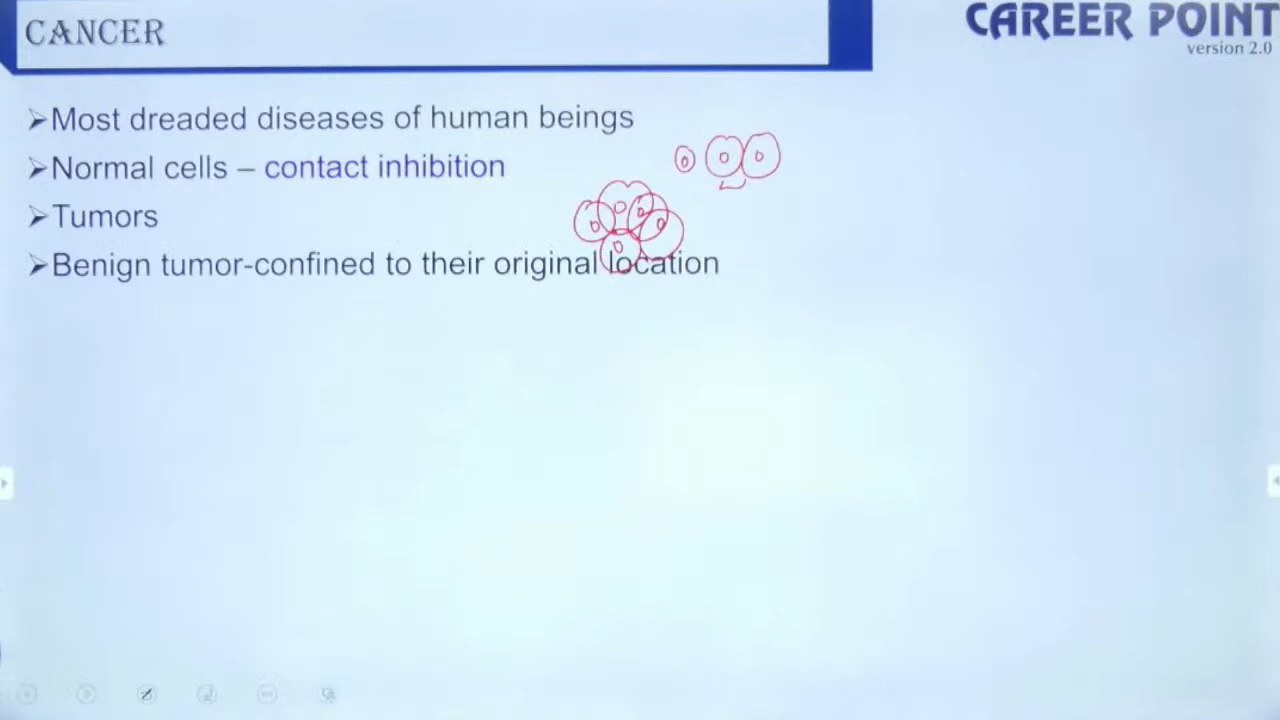 CANCER
CAREER POINT
version 2.0
➢Most dreaded diseases of human beings
➢Normal cells – contact inhibition
➢Tumors
➢Benign tumor-confined to their original location